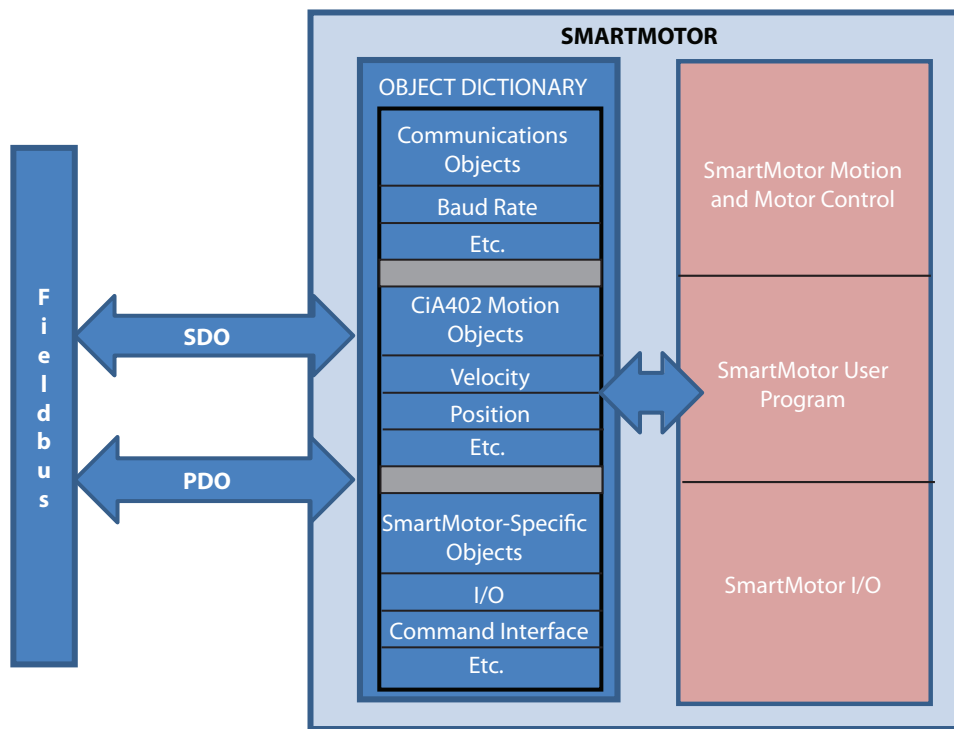 SMARTMOTOR
OBJECT DICTIONARY
Communications
Objects
Baud Rate
Etc.
CiA402 Motion
Objects
Velocity
Position
Etc.
SmartMotor-Specific
Objects
I/O
Command Interface
Etc.
Fieldbus
SDO
PDO
SmartMotor Motion
and Motor Control
SmartMotor User
Program
SmartMotor I/O